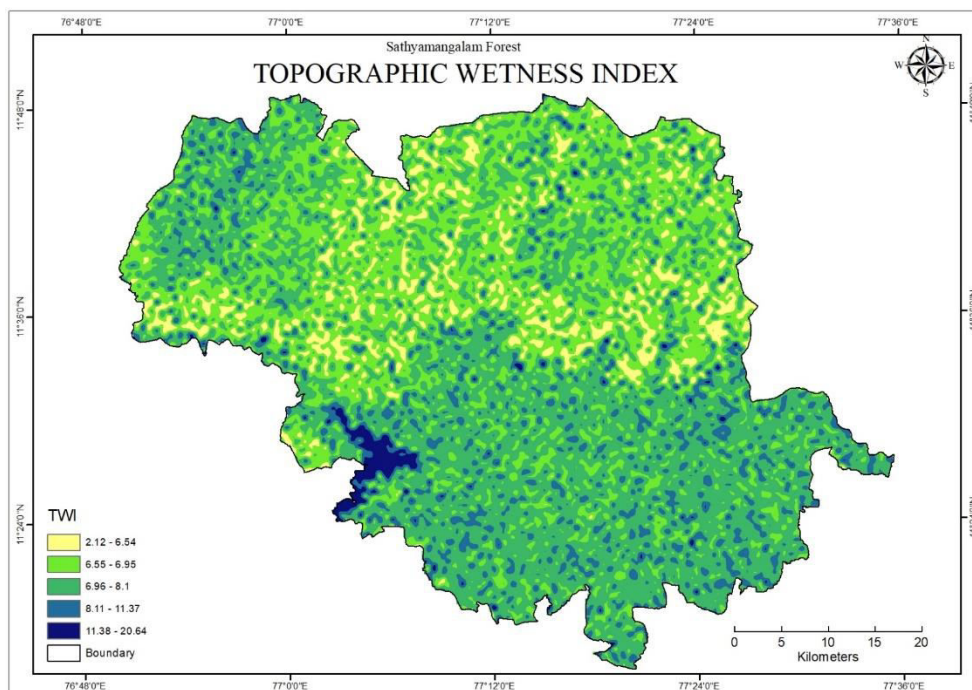 76°48'0"E 77°0'0"E 77°12'0"E 77°24'0"E 77°36'0"E
Sathyamangalam Forest
TOPOGRAPHIC WETNESS INDEX
N
W E
S
11°48'0"N
11°36'0"N
11°24'0"N
TWI
2.12 - 6.54
6.55 - 6.95
6.96 - 8.1
8.11 - 11.37
11.38 - 20.64
Boundary
0 5 10 15 20
Kilometers
76°48'0"E 77°0'0"E 77°12'0"E 77°24'0"E 77°36'0"E